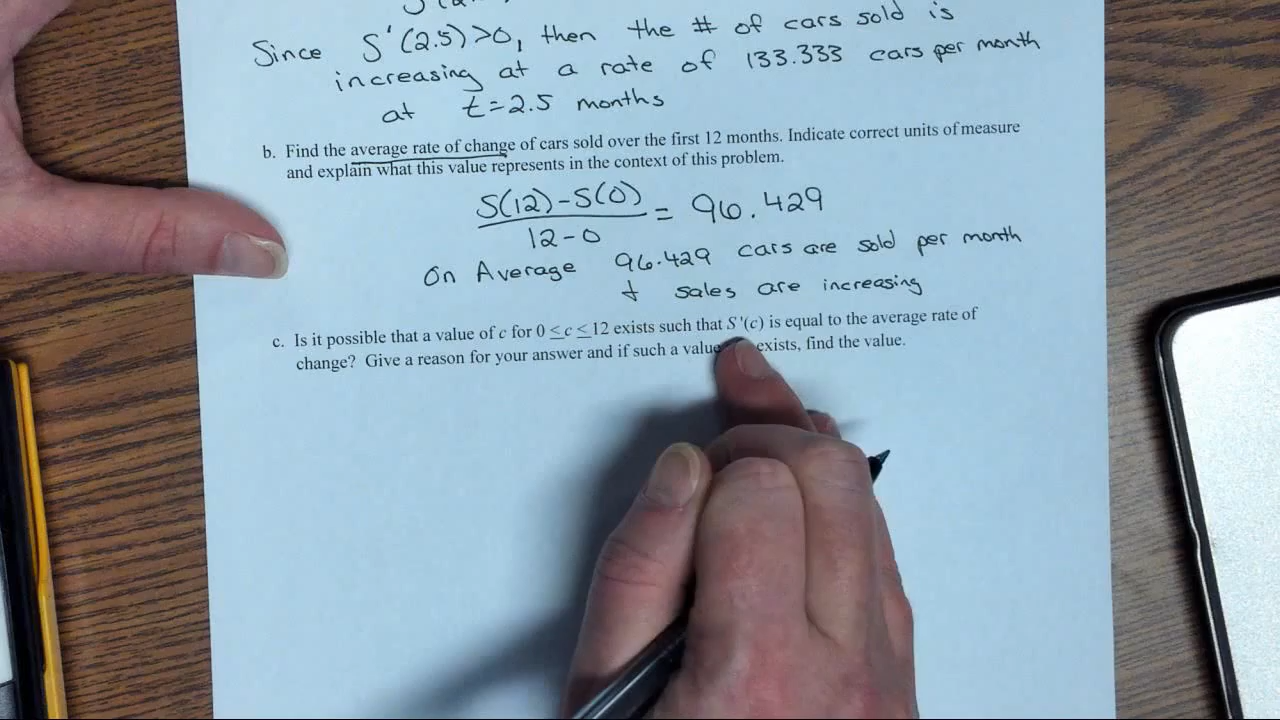 Since S'(2.5)>0, then the # of cars sold is
increasing at a rate of 133.333 cars per month
at t=2.5 months
b. Find the average rate of change of cars sold over the first 12 months. Indicate correct units of measure
and explain what this value represents in the context of this problem.
S(12)-S(0)
12-0
= 96.429
On Average 96.429 cars are sold per month
+ sales are increasing
c. Is it possible that a value of c for 0 ≤ c ≤ 12 exists such that S'(c) is equal to the average rate of
change? Give a reason for your answer and if such a value exists, find the value.